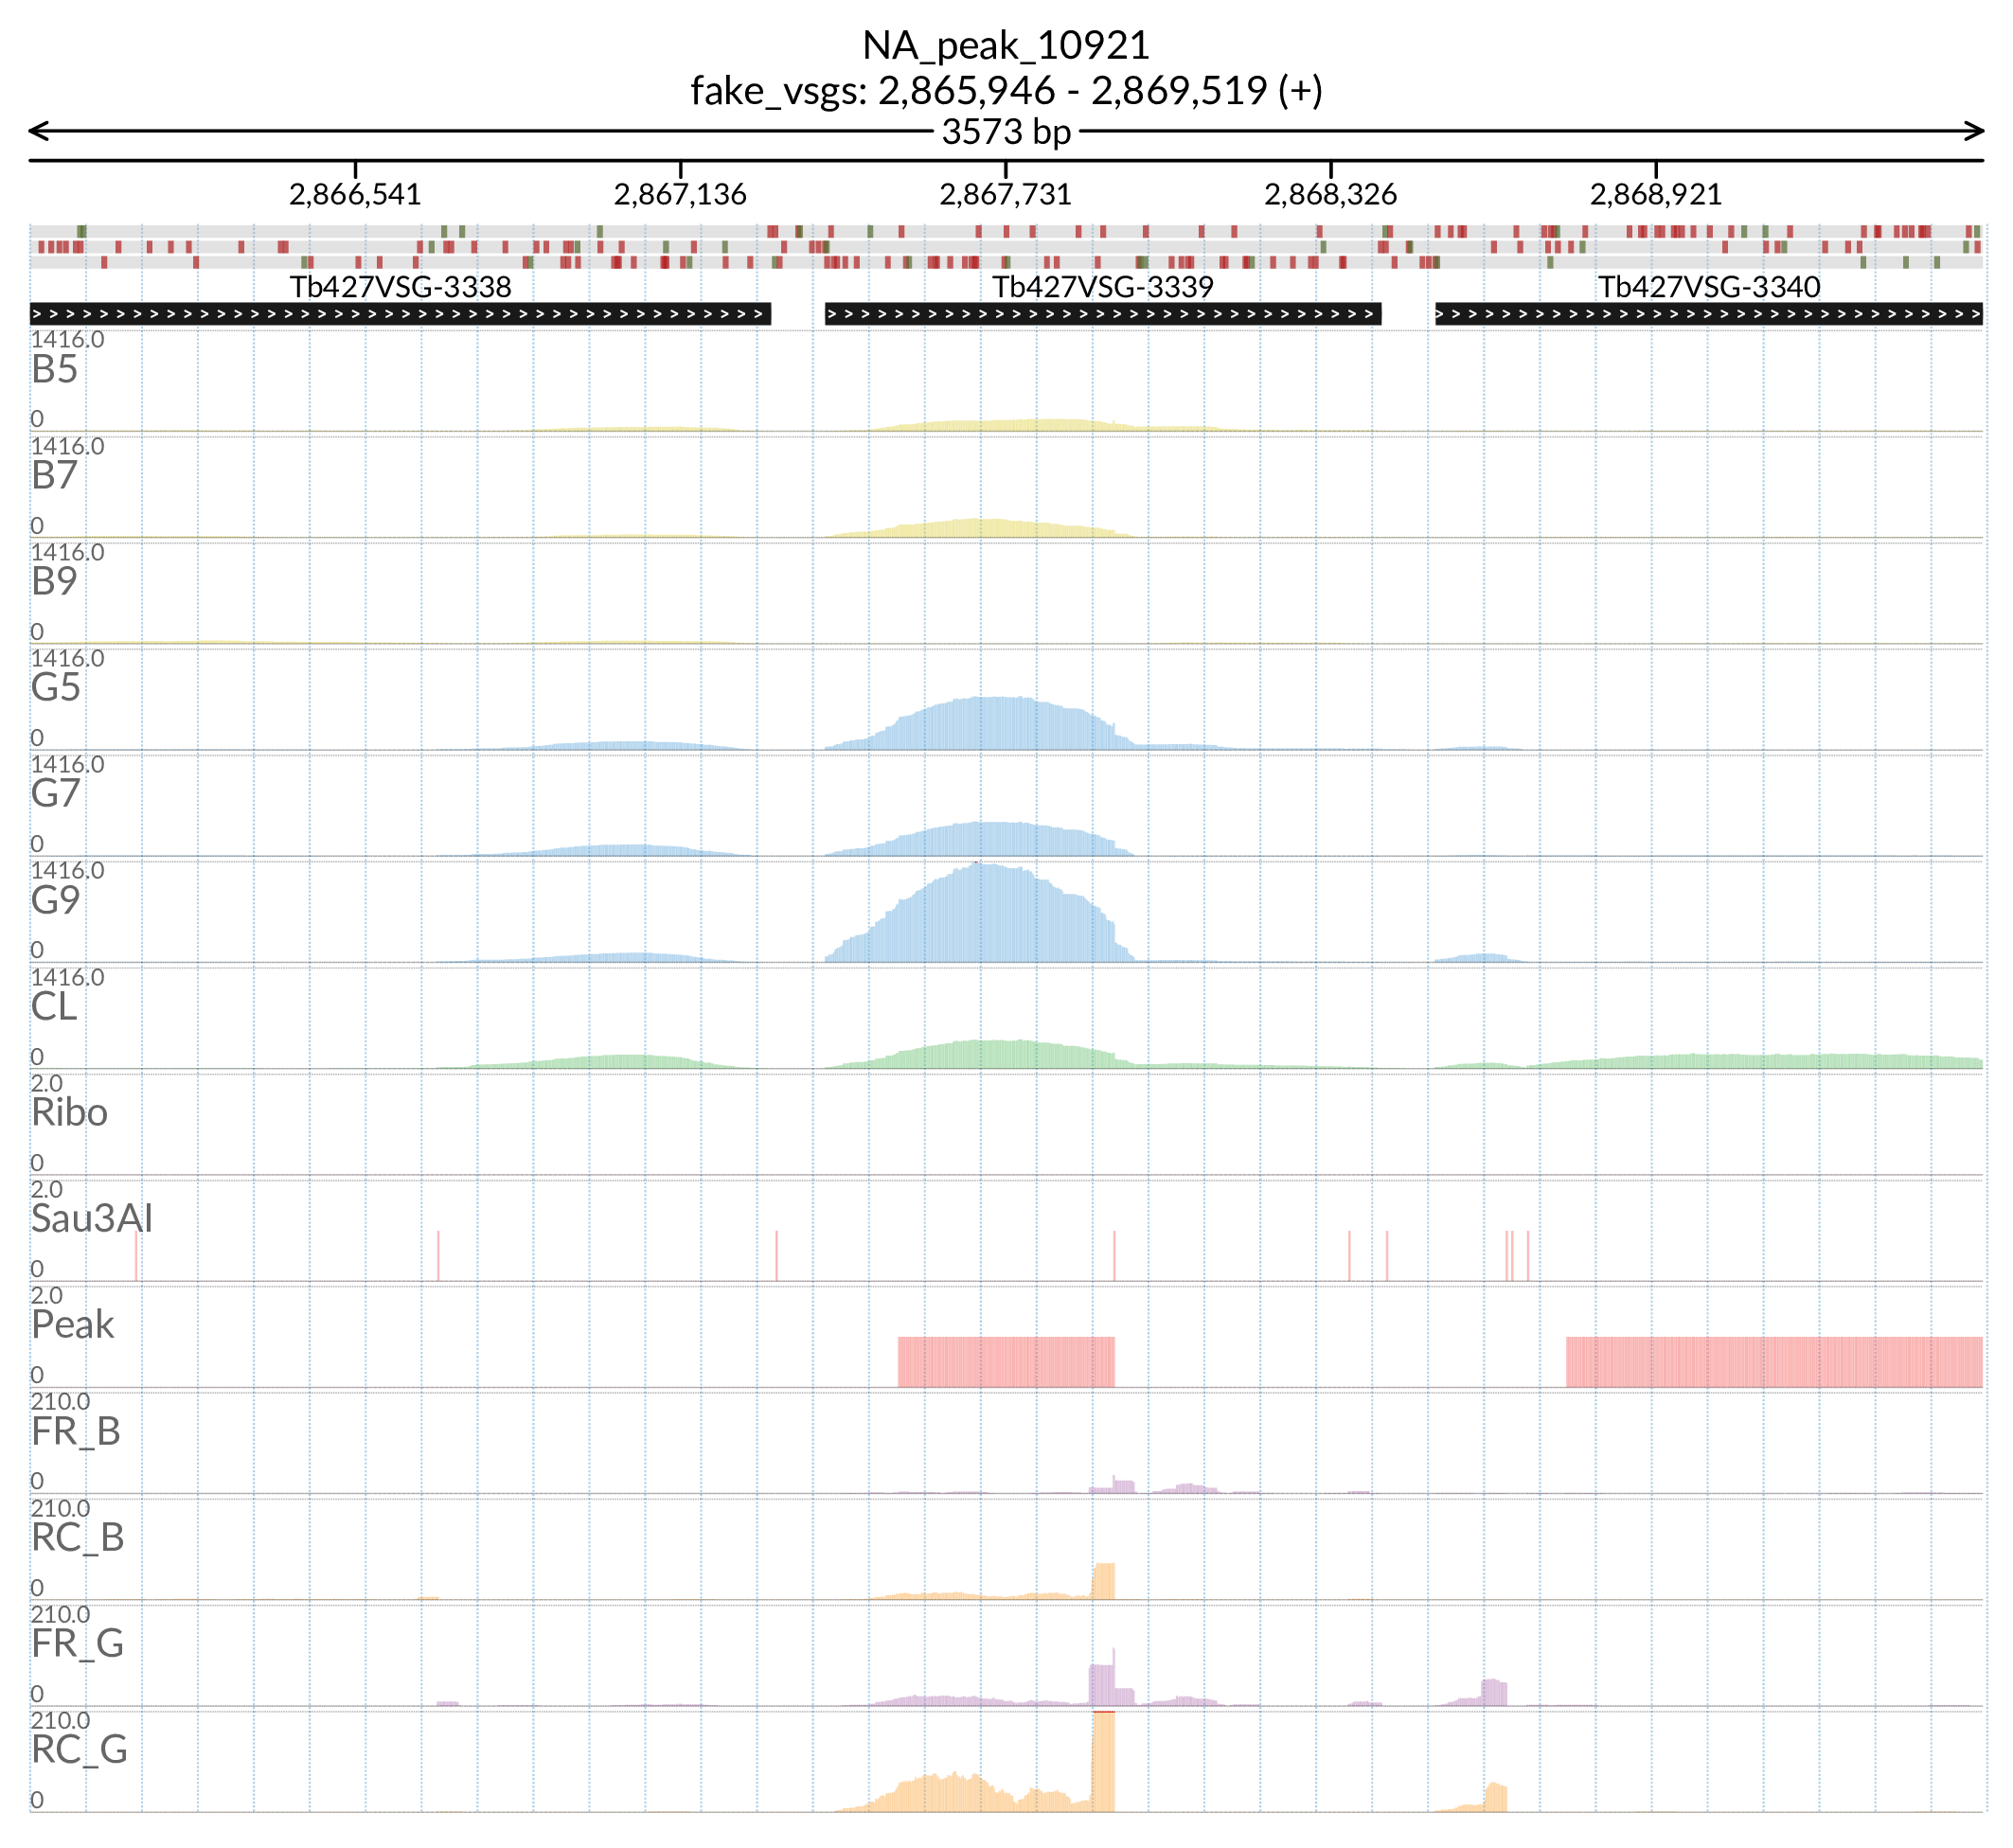 NA_peak_10921
fake_vsgs: 2,865,946 - 2,869,519 (+)
3573 bp
2,866,541 2,867,136 2,867,731 2,868,326 2,868,921
Tb427VSG-3338 Tb427VSG-3339 Tb427VSG-3340
1416.0
B5
0
1416.0
B7
0
1416.0
B9
0
1416.0
G5
0
1416.0
G7
0
1416.0
G9
0
1416.0
CL
0
2.0
Ribo
0
2.0
Sau3AI
0
2.0
Peak
0
210.0
FR_B
0
210.0
RC_B
0
210.0
FR_G
0
210.0
RC_G
0